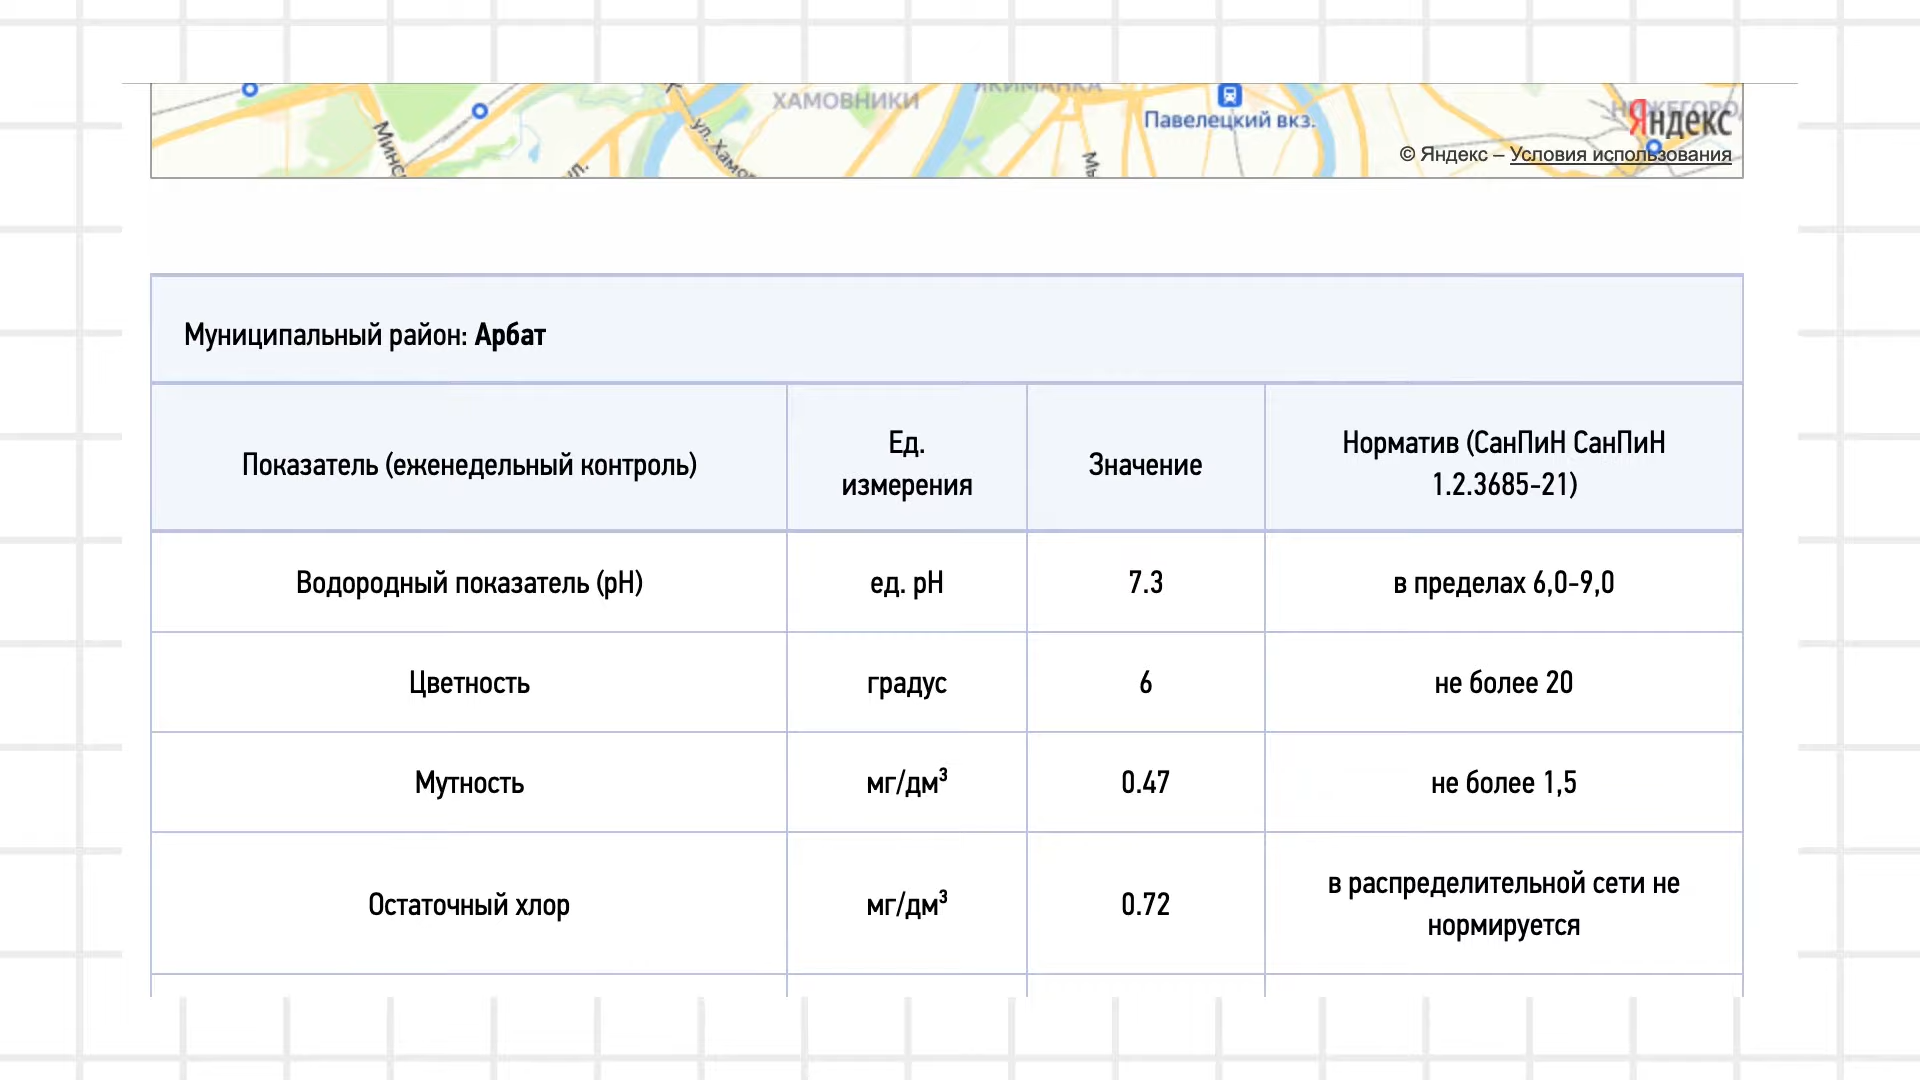 ХАМОВНИКИ
ЯКИМАНКА
Павелецкий вкз.
Яндекс
© Яндекс – Условия использования
Муниципальный район: Арбат
Показатель (еженедельный контроль)
Ед.
измерения
Значение
Норматив (СанПиН СанПиН
1.2.3685-21)
Водородный показатель (pH)
ед. pH
7.3
в пределах 6,0-9,0
Цветность
градус
6
не более 20
Мутность
мг/дм³
0.47
не более 1,5
Остаточный хлор
мг/дм³
0.72
в распределительной сети не
нормируется